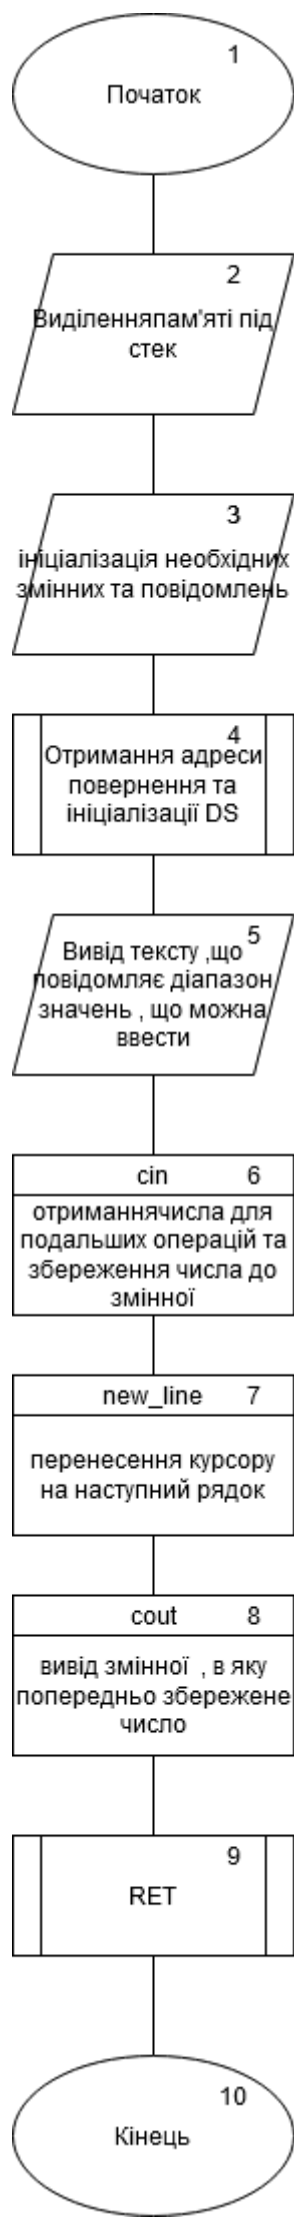 1
Початок
2
Виділенняпам'яті під
стек
3
ініціалізація необхідних
змінних та повідомлень
4
Отримання адреси
повернення та
ініціалізації DS
5
Вивід тексту ,що
повідомляє діапазон
значень , що можна
ввести
cin 6
отриманнячисла для
подальших операцій та
збереження числа до
змінної
new_line 7
перенесення курсору
на наступний рядок
cout 8
вивід змінної , в яку
попередньо збережене
число
9
RET
10
Кінець